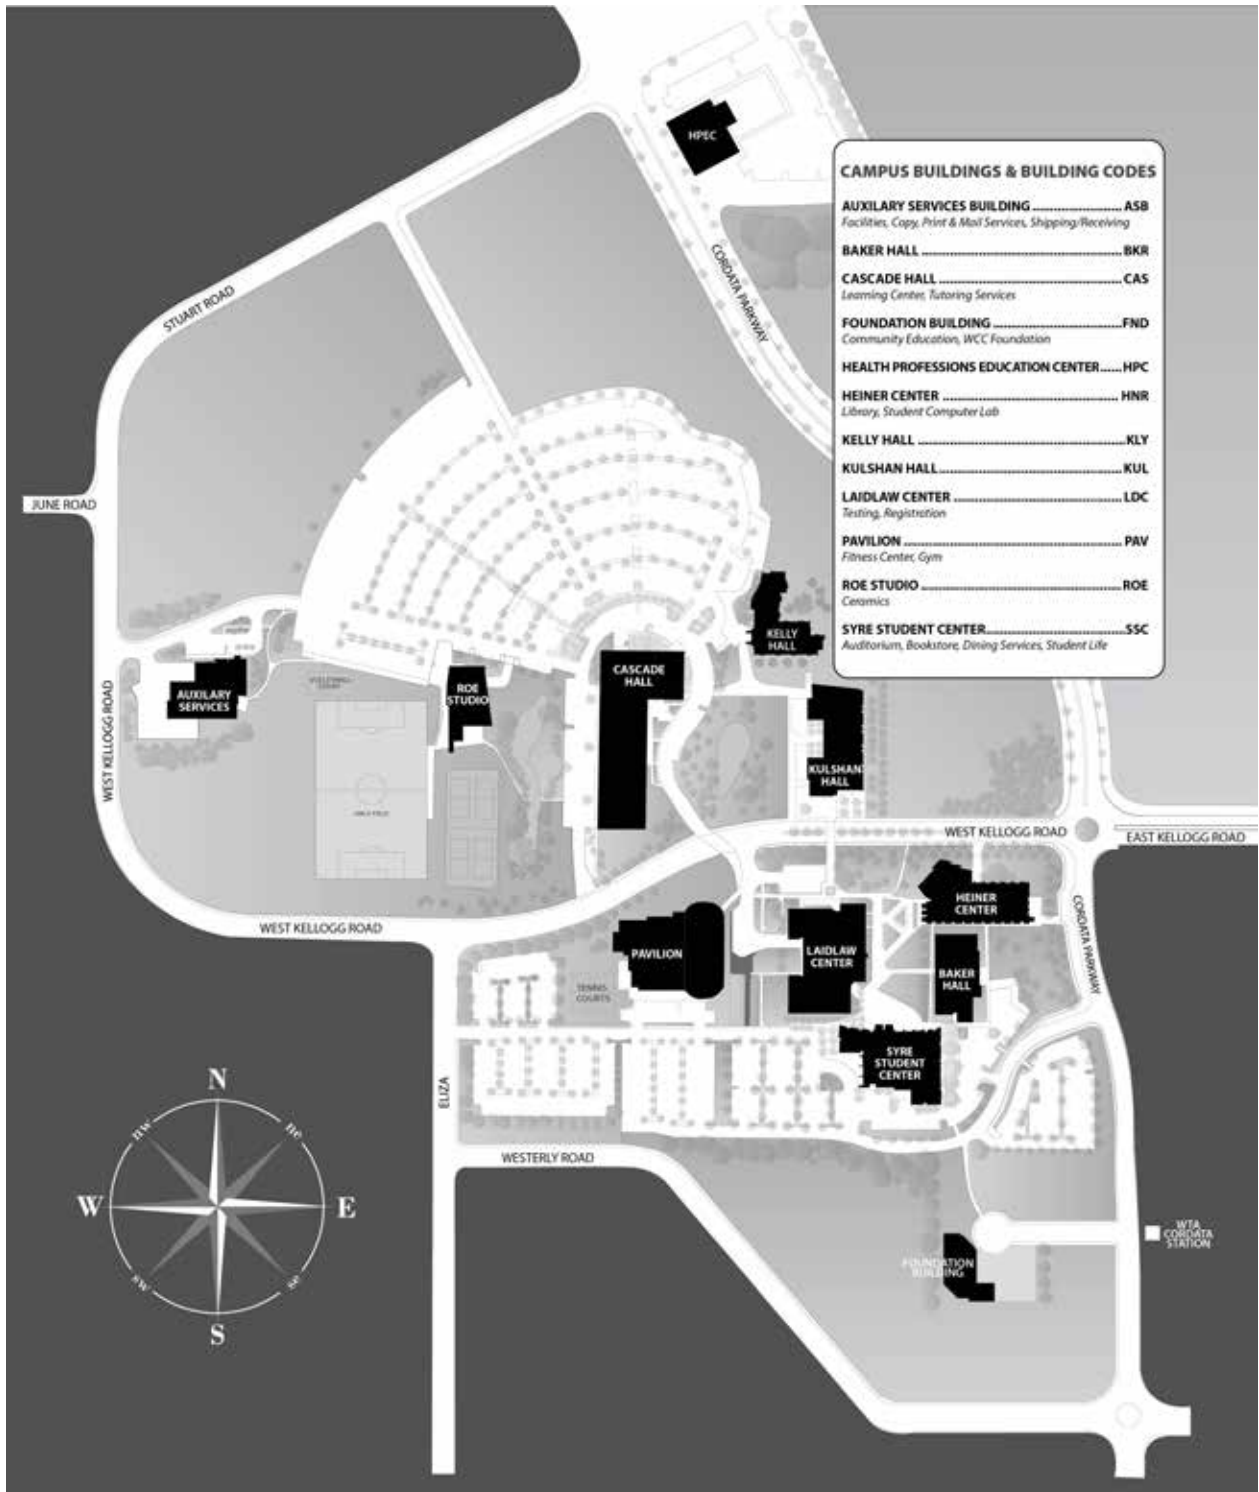 HPEC
CAMPUS BUILDINGS & BUILDING CODES
AUXILARY SERVICES BUILDING ASB
Facilities, Copy, Print & Mail Services, Shipping/Receiving
BAKER HALL BKR
CASCADE HALL CAS
Learning Center, Tutoring Services
FOUNDATION BUILDING FND
Community Education, WCC Foundation
HEALTH PROFESSIONS EDUCATION CENTER HPC
HEINER CENTER HNR
Library, Student Computer Lab
KELLY HALL KLY
KULSHAN HALL KUL
LAIDLAW CENTER LDC
Testing, Registration
PAVILION PAV
Fitness Center, Gym
ROE STUDIO ROE
Ceramics
SYRE STUDENT CENTER SSC
Auditorium, Bookstore, Dining Services, Student Life
CORDATA PARKWAY
STUART ROAD
JUNE ROAD
KELLY
HALL
CASCADE
HALL
ROE
STUDIO
AUXILARY
SERVICES
WEST KELLOGG ROAD
KULSHAN
HALL
WEST KELLOGG ROAD
EAST KELLOGG ROAD
HEINER
CENTER
WEST KELLOGG ROAD
PAVILION
LAIDLAW
CENTER
BAKER
HALL
CORDATA PARKWAY
TENNIS
COURTS
SYRE
STUDENT
CENTER
ELIZA
WESTERLY ROAD
N
nw
ne
W
E
sw
se
S
WTA
CORDATA
STATION
FOUNDATION
BUILDING